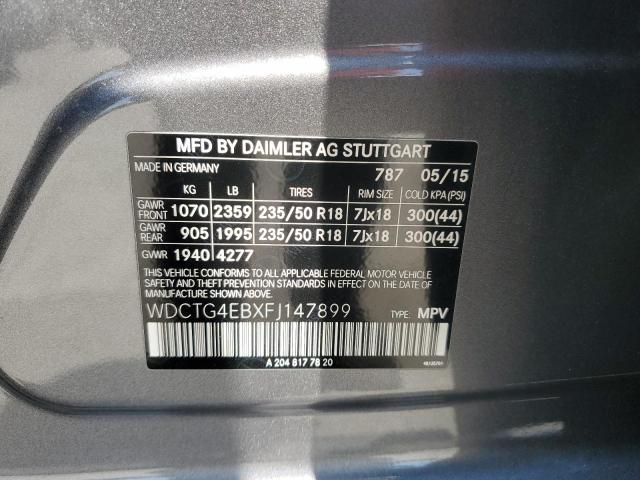 MFD BY DAIMLER AG STUTTGART
MADE IN GERMANY 787 05/15
KG LB TIRES RIM SIZE COLD KPA (PSI)
GAWR FRONT 1070 2359 235/50 R18 7Jx18 300(44)
GAWR REAR 905 1995 235/50 R18 7Jx18 300(44)
GVWR 1940 4277
THIS VEHICLE CONFORMS TO ALL APPLICABLE FEDERAL MOTOR VEHICLE
SAFETY AND THEFT PREVENTION STANDARDS IN EFFECT
ON THE DATE OF MANUFACTURE SHOWN ABOVE.
WDCTG4EBXFJ147899 TYPE: MPV
A 204 817 78 20